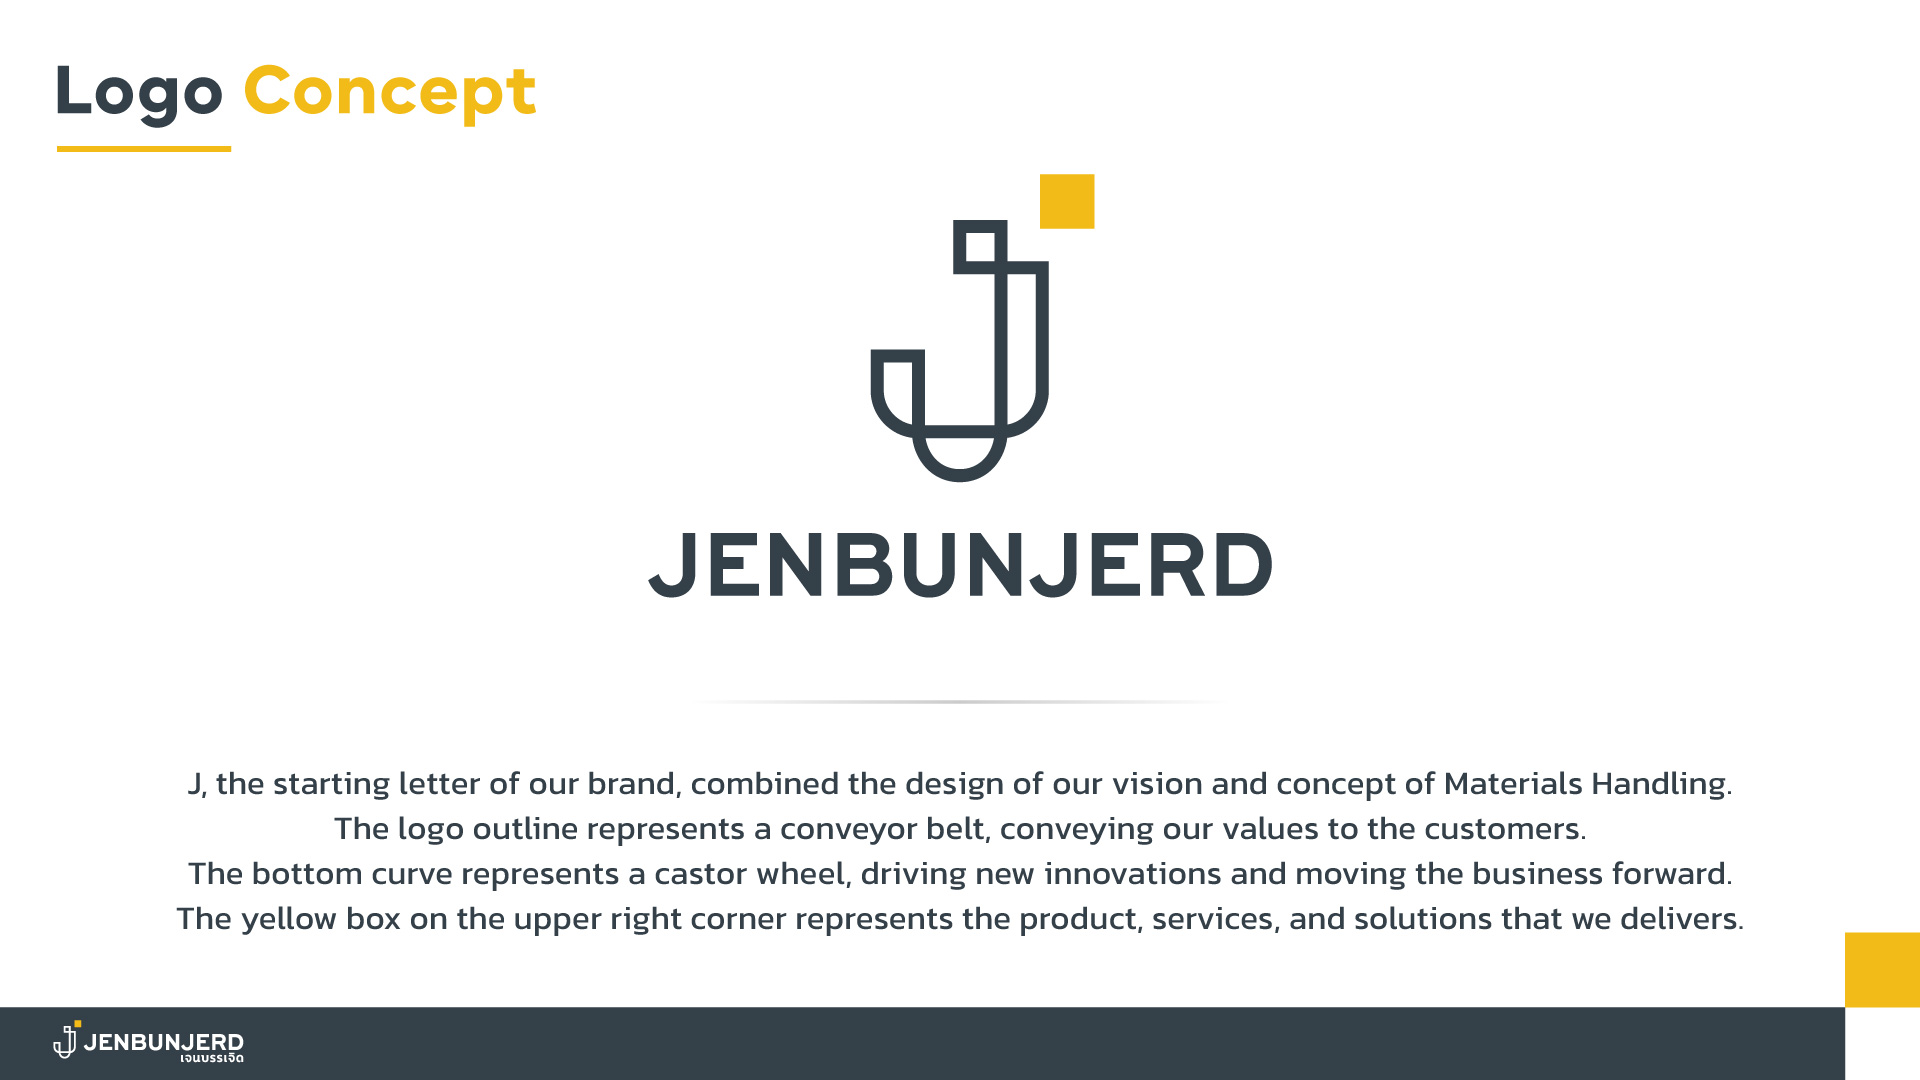 Logo Concept
JENBUNJERD
J, the starting letter of our brand, combined the design of our vision and concept of Materials Handling.
The logo outline represents a conveyor belt, conveying our values to the customers.
The bottom curve represents a castor wheel, driving new innovations and moving the business forward.
The yellow box on the upper right corner represents the product, services, and solutions that we delivers.
JENBUNJERD
เจนบรรเจิด